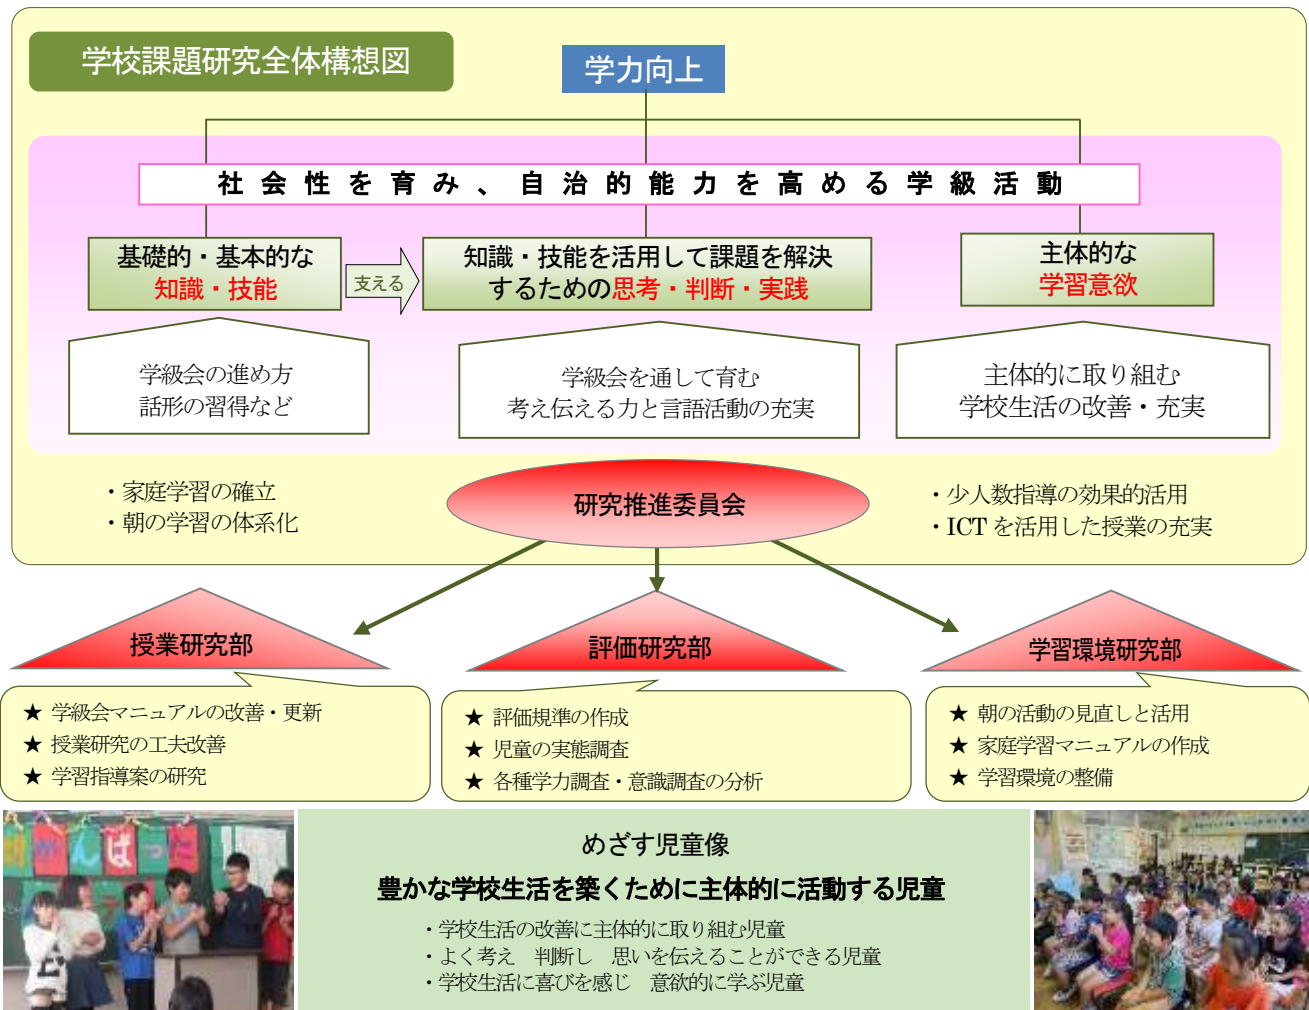 学校課題研究全体構想図
学力向上
社会性を育み、自治的能力を高める学級活動
基礎的・基本的な
知識・技能
支える
知識・技能を活用して課題を解決
するための思考・判断・実践
主体的な
学習意欲
学級会の進め方
話形の習得など
学級会を通して育む
考え伝える力と言語活動の充実
主体的に取り組む
学校生活の改善・充実
・家庭学習の確立
・朝の学習の体系化
研究推進委員会
・少人数指導の効果的活用
・ICTを活用した授業の充実
授業研究部
評価研究部
学習環境研究部
★ 学級会マニュアルの改善・更新
★ 授業研究の工夫改善
★ 学習指導案の研究
★ 評価規準の作成
★ 児童の実態調査
★ 各種学力調査・意識調査の分析
★ 朝の活動の見直しと活用
★ 家庭学習マニュアルの作成
★ 学習環境の整備
がんばった
めざす児童像
豊かな学校生活を築くために主体的に活動する児童
・学校生活の改善に主体的に取り組む児童
・よく考え　判断し　思いを伝えることができる児童
・学校生活に喜びを感じ　意欲的に学ぶ児童